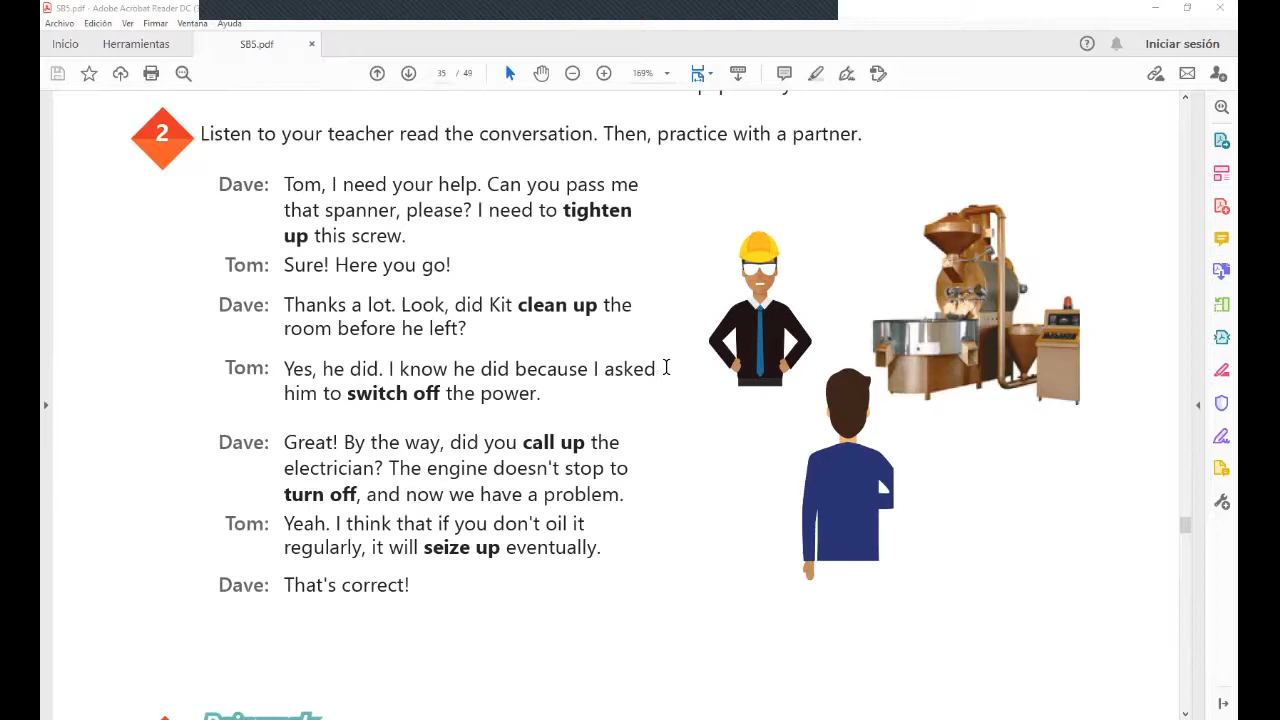 SB5.pdf - Adobe Acrobat Reader DC (
Archivo Edición Ver Firmar Ventana Ayuda
Inicio Herramientas SB5.pdf × Iniciar sesión
35 / 49 169%
2 Listen to your teacher read the conversation. Then, practice with a partner.
Dave: Tom, I need your help. Can you pass me
that spanner, please? I need to tighten
up this screw.
Tom: Sure! Here you go!
Dave: Thanks a lot. Look, did Kit clean up the
room before he left?
Tom: Yes, he did. I know he did because I asked
him to switch off the power.
Dave: Great! By the way, did you call up the
electrician? The engine doesn't stop to
turn off, and now we have a problem.
Tom: Yeah. I think that if you don't oil it
regularly, it will seize up eventually.
Dave: That's correct!